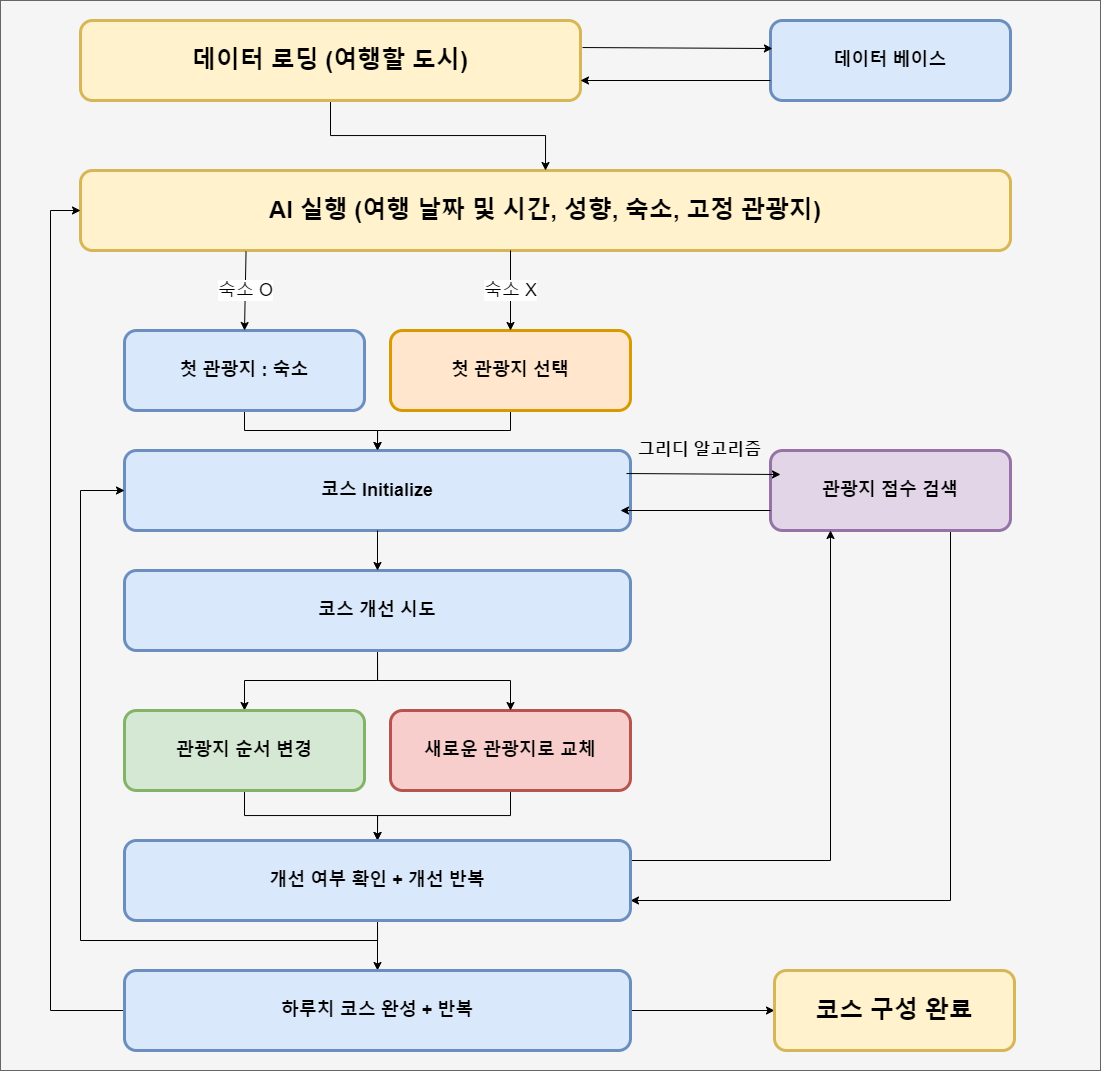 데이터 로딩 (여행할 도시)
데이터 베이스
AI 실행 (여행 날짜 및 시간, 성향, 숙소, 고정 관광지)
숙소 O
숙소 X
첫 관광지 : 숙소
첫 관광지 선택
그리디 알고리즘
코스 Initialize
관광지 점수 검색
코스 개선 시도
관광지 순서 변경
새로운 관광지로 교체
개선 여부 확인 + 개선 반복
하루치 코스 완성 + 반복
코스 구성 완료